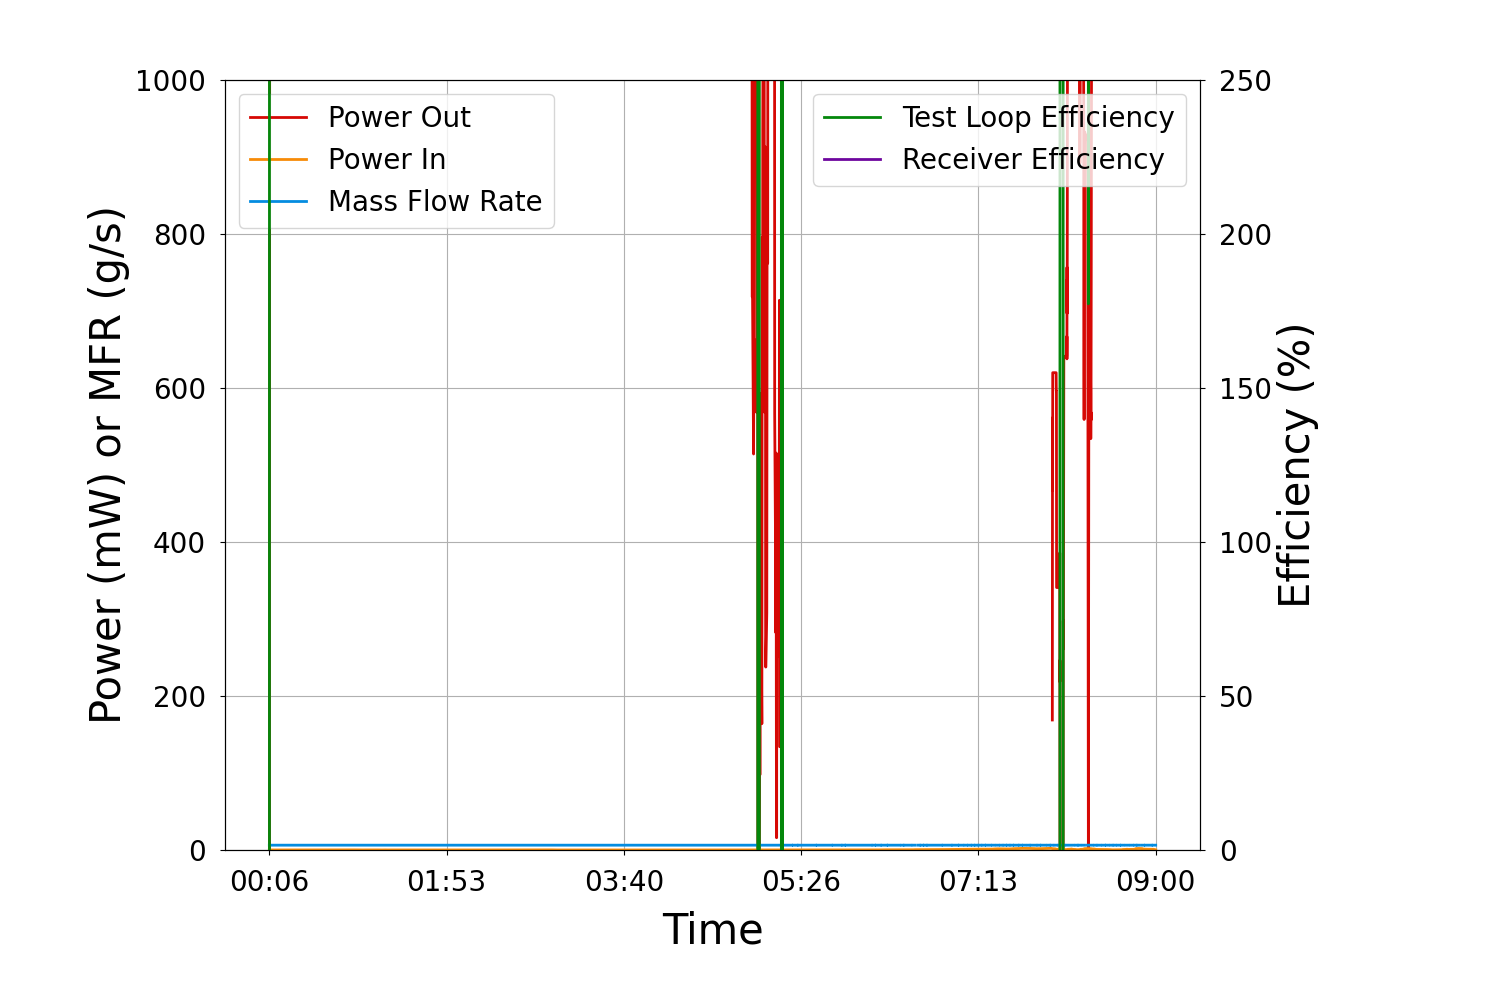 Power (mW) or MFR (g/s)
1000
800
600
400
200
0
Power Out
Power In
Mass Flow Rate
Test Loop Efficiency
Receiver Efficiency
250
200
150
100
50
0
Efficiency (%)
00:06 01:53 03:40 05:26 07:13 09:00
Time